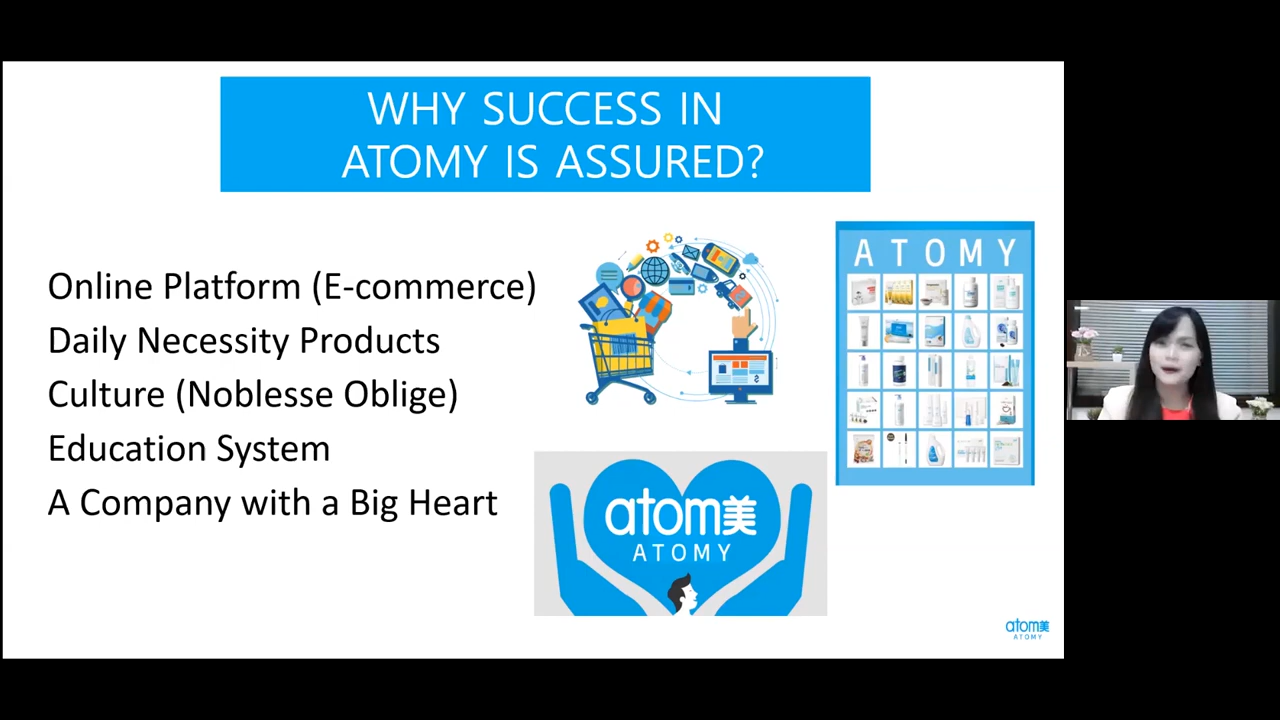 WHY SUCCESS IN
ATOMY IS ASSURED?
Online Platform (E-commerce)
Daily Necessity Products
Culture (Noblesse Oblige)
Education System
A Company with a Big Heart
ATOMY
atom美
ATOMY
atom美
ATOMY